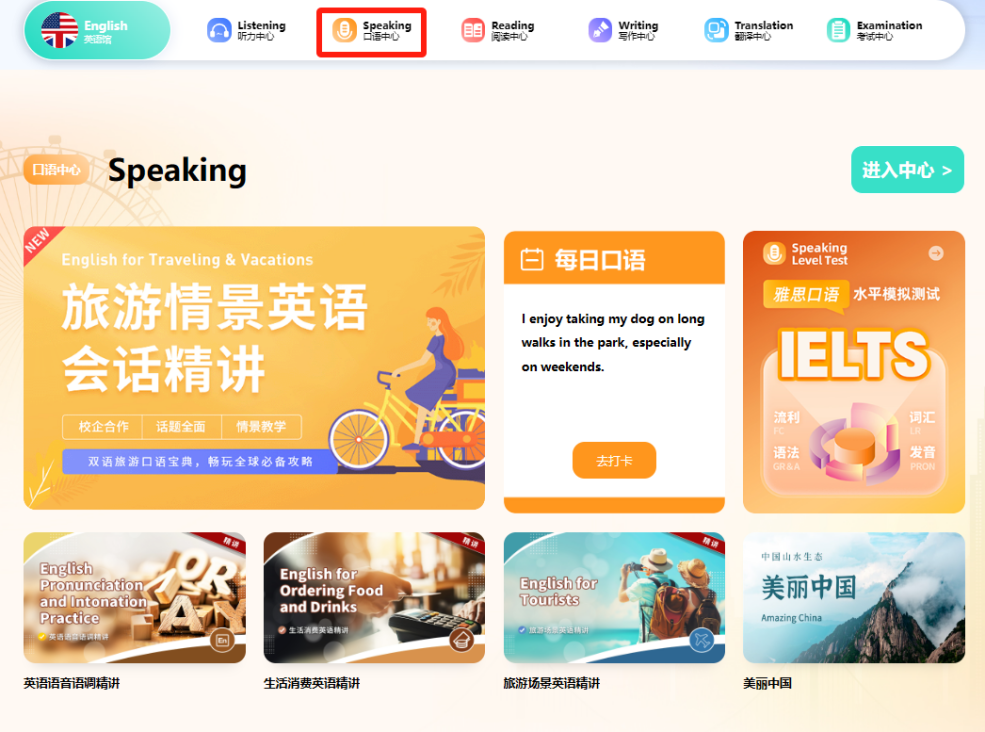 English
英语馆
Listening
听力中心
Speaking
口语中心
Reading
阅读中心
Writing
写作中心
Translation
翻译中心
Examination
考试中心
口语中心
Speaking
进入中心 >
NEW
English for Traveling & Vacations
旅游情景英语
会话精讲
校企合作
话题全面
情景教学
双语旅游口语宝典，畅玩全球必备攻略
每日口语
I enjoy taking my dog on long
walks in the park, especially
on weekends.
去打卡
Speaking
Level Test
雅思口语 水平模拟测试
IELTS
流利
FC
词汇
LR
语法
GR&A
发音
PRON
精讲
English
Pronunciation
and Intonation
Practice
英语语音语调精讲
En
英语语音语调精讲
精讲
English for
Ordering Food
and Drinks
生活消费英语精讲
生活消费英语精讲
精讲
English for
Tourists
旅游场景英语精讲
旅游场景英语精讲
中国山水生态
美丽中国
Amazing China
美丽中国